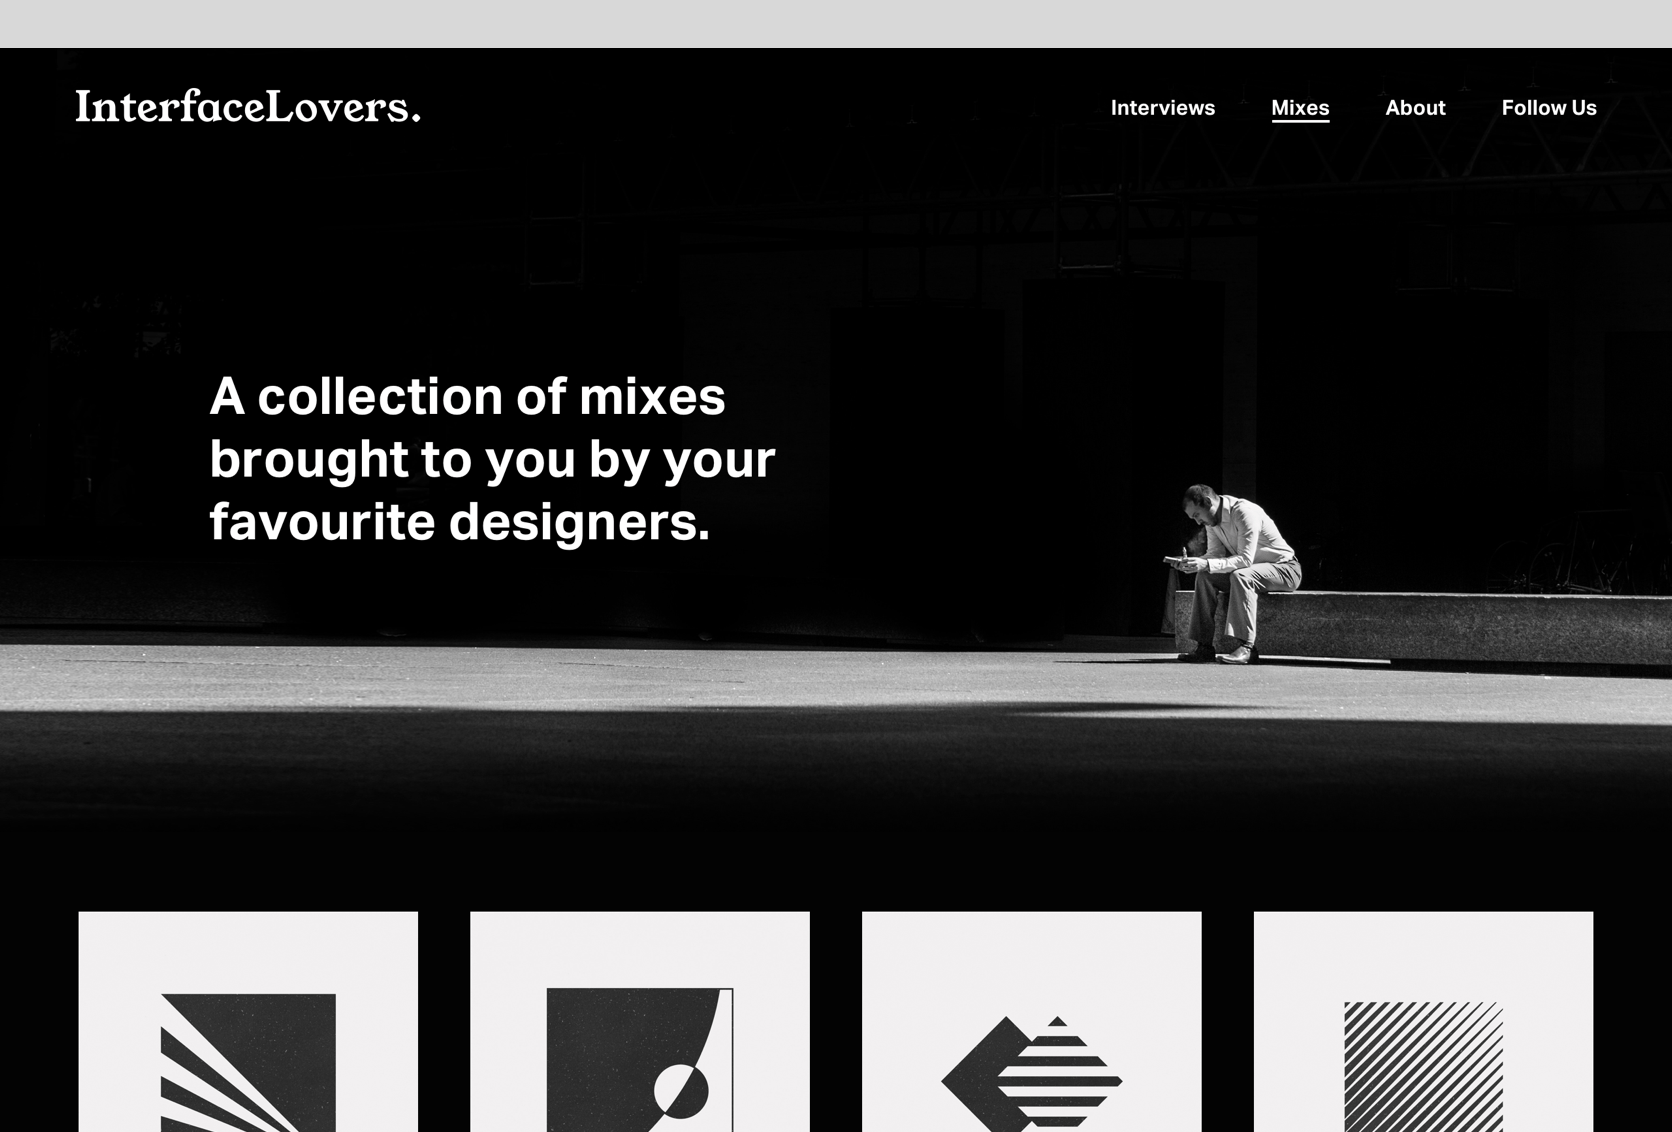 InterfaceLovers.
Interviews Mixes About Follow Us
A collection of mixes
brought to you by your
favourite designers.